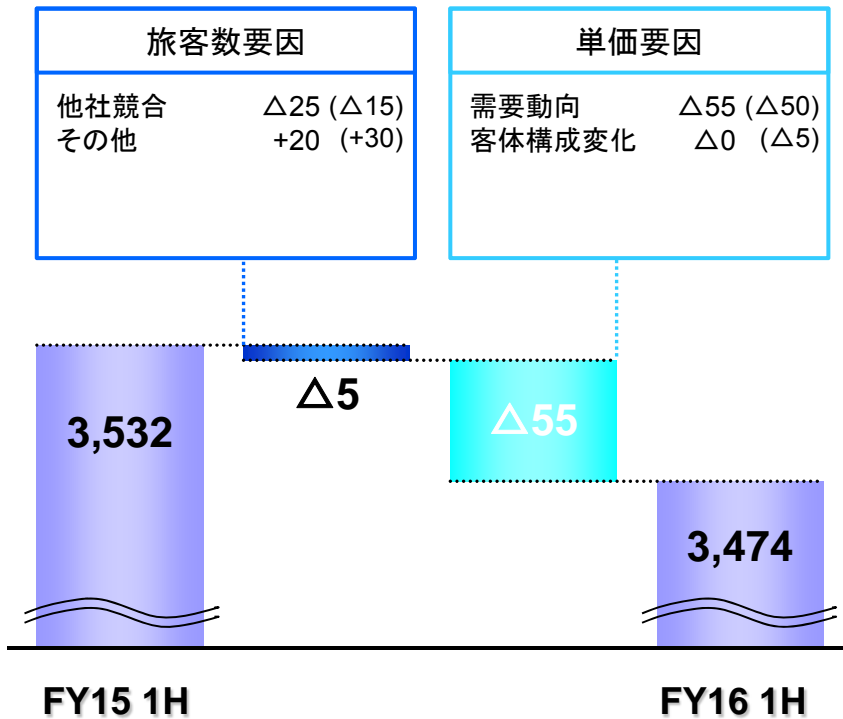 旅客数要因
他社競合 △25 (△15)
その他 +20 (+30)
単価要因
需要動向 △55 (△50)
客体構成変化 △0 (△5)
3,532
△5
△55
3,474
FY15 1H
FY16 1H